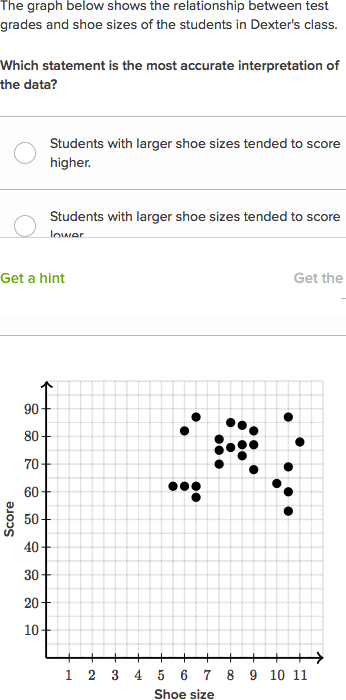 The graph below shows the relationship between test
grades and shoe sizes of the students in Dexter's class.
Which statement is the most accurate interpretation of
the data?
Students with larger shoe sizes tended to score
higher.
Students with larger shoe sizes tended to score
lower
Get a hint
Get the
90
80
70
60
50
40
30
20
10
Score
1 2 3 4 5 6 7 8 9 10 11
Shoe size